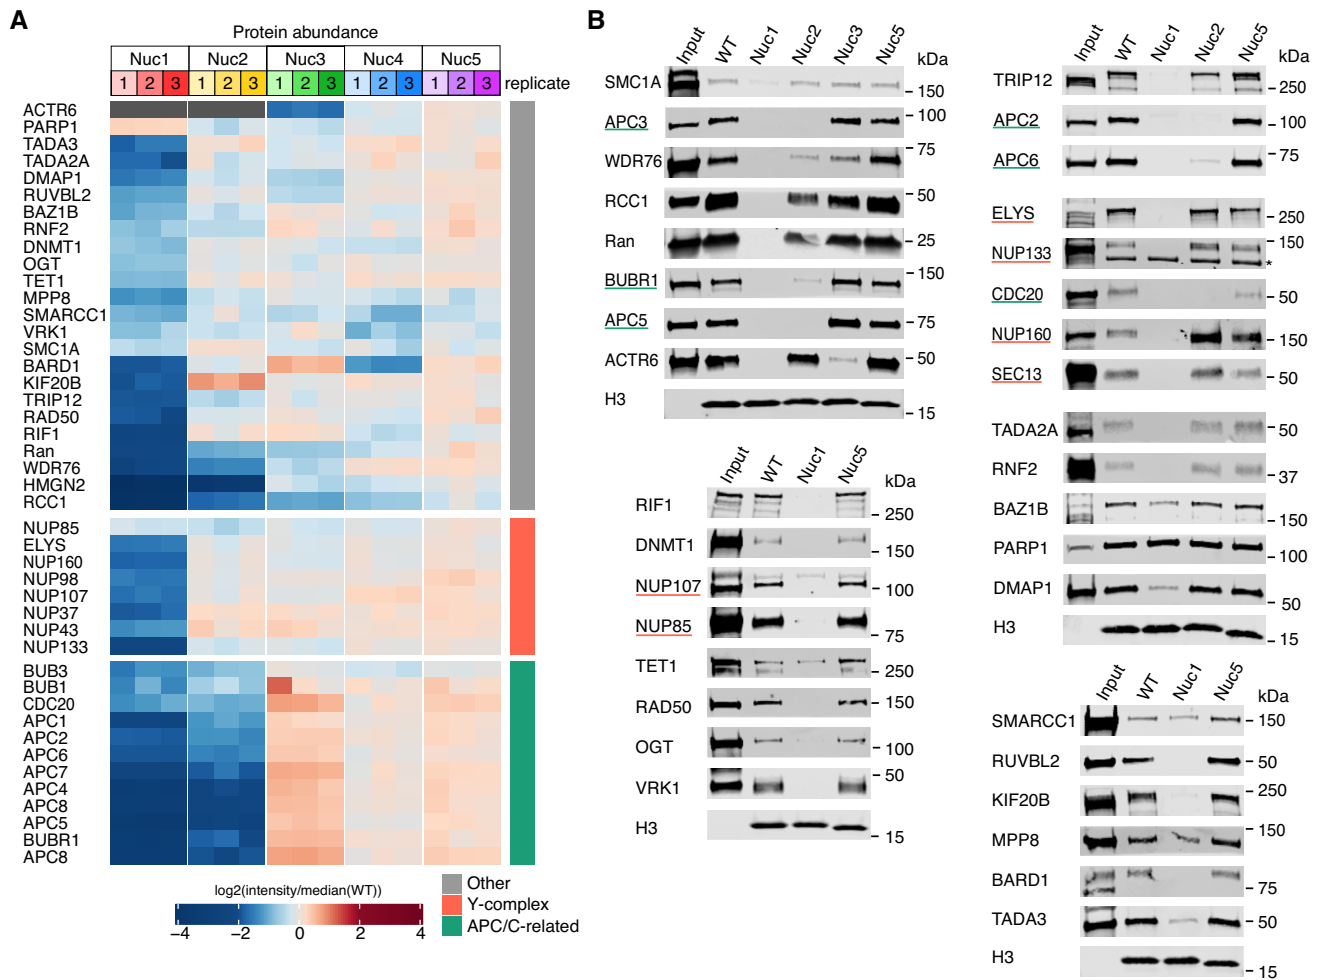 A
Protein abundance
Nuc1 Nuc2 Nuc3 Nuc4 Nuc5
1 2 3 1 2 3 1 2 3 1 2 3 1 2 3 replicate
ACTR6
PARP1
TADA3
TADA2A
DMAP1
RUVBL2
BAZ1B
RNF2
DNMT1
OGT
TET1
MPP8
SMARCC1
VRK1
SMC1A
BARD1
KIF20B
TRIP12
RAD50
RIF1
Ran
WDR76
HMGN2
RCC1
NUP85
ELYS
NUP160
NUP98
NUP107
NUP37
NUP43
NUP133
BUB3
BUB1
CDC20
APC1
APC2
APC6
APC7
APC4
APC8
APC5
BUBR1
APC8
log2(intensity/median(WT))
−4 −2 0 2 4
Other
Y-complex
APC/C-related
B
Input WT Nuc1 Nuc2 Nuc3 Nuc5
kDa
SMC1A 150
APC3 100
WDR76 75
RCC1 50
Ran 25
BUBR1 150
APC5 75
ACTR6 50
H3 15
Input WT Nuc1 Nuc5
kDa
RIF1 250
DNMT1 150
NUP107 100
NUP85 75
TET1 250
RAD50 150
OGT 100
VRK1 50
H3 15
Input WT Nuc1 Nuc2 Nuc5
kDa
TRIP12 250
APC2 100
APC6 75
ELYS 250
NUP133 150
*
CDC20 50
NUP160 150
SEC13 50
TADA2A 50
RNF2 37
BAZ1B 150
PARP1 100
DMAP1 50
H3 15
Input WT Nuc1 Nuc5
kDa
SMARCC1 150
RUVBL2 50
KIF20B 250
MPP8 150
BARD1 75
TADA3 50
H3 15